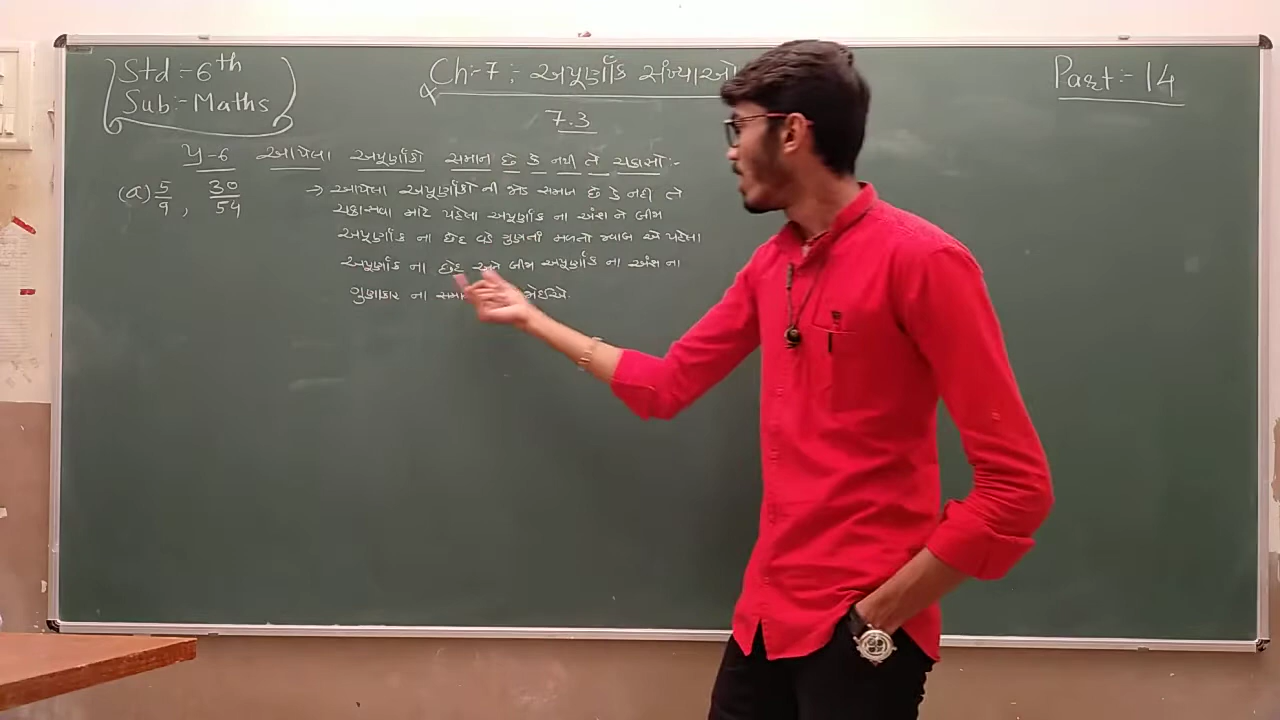 Std :- 6th
Sub :- Maths
Ch:- 7 :- અપૂર્ણાંક સંખ્યાઓ
Part :- 14
7.3
પ્ર-6 આપેલા અપૂર્ણાંકો સમાન છે કે નથી તે ચકાસો:-
(a) 5/9 , 30/54
→ આપેલા અપૂર્ણાંકો ની જોડ સમાન છે કે નહી તે
ચકાસવા માટે પહેલા અપૂર્ણાંક ના અંશ ને બીજા
અપૂર્ણાંક ના છેદ વડે ગુણતાં મળતો જવાબ એ પહેલા
અપૂર્ણાંક ના છેદ અને બીજા અપૂર્ણાંક ના અંશ ના
ગુણાકાર ના જોઈએ.